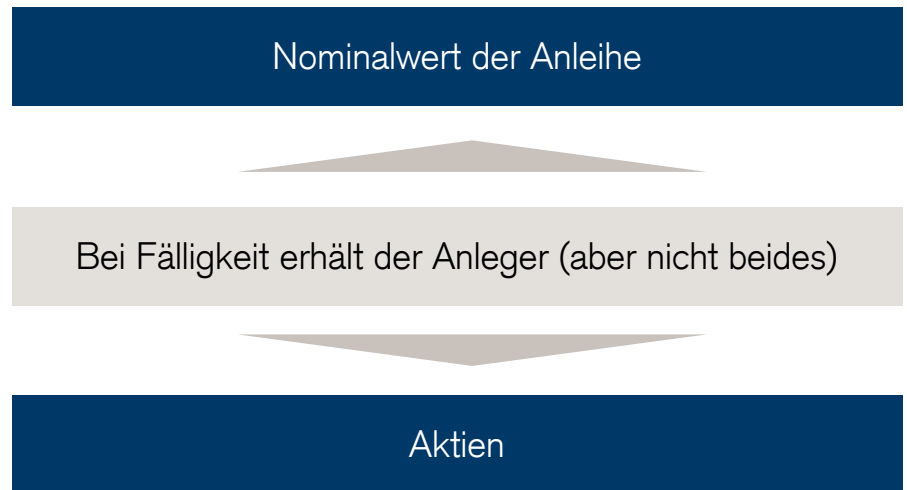 Nominalwert der Anleihe
Bei Fälligkeit erhält der Anleger (aber nicht beides)
Aktien